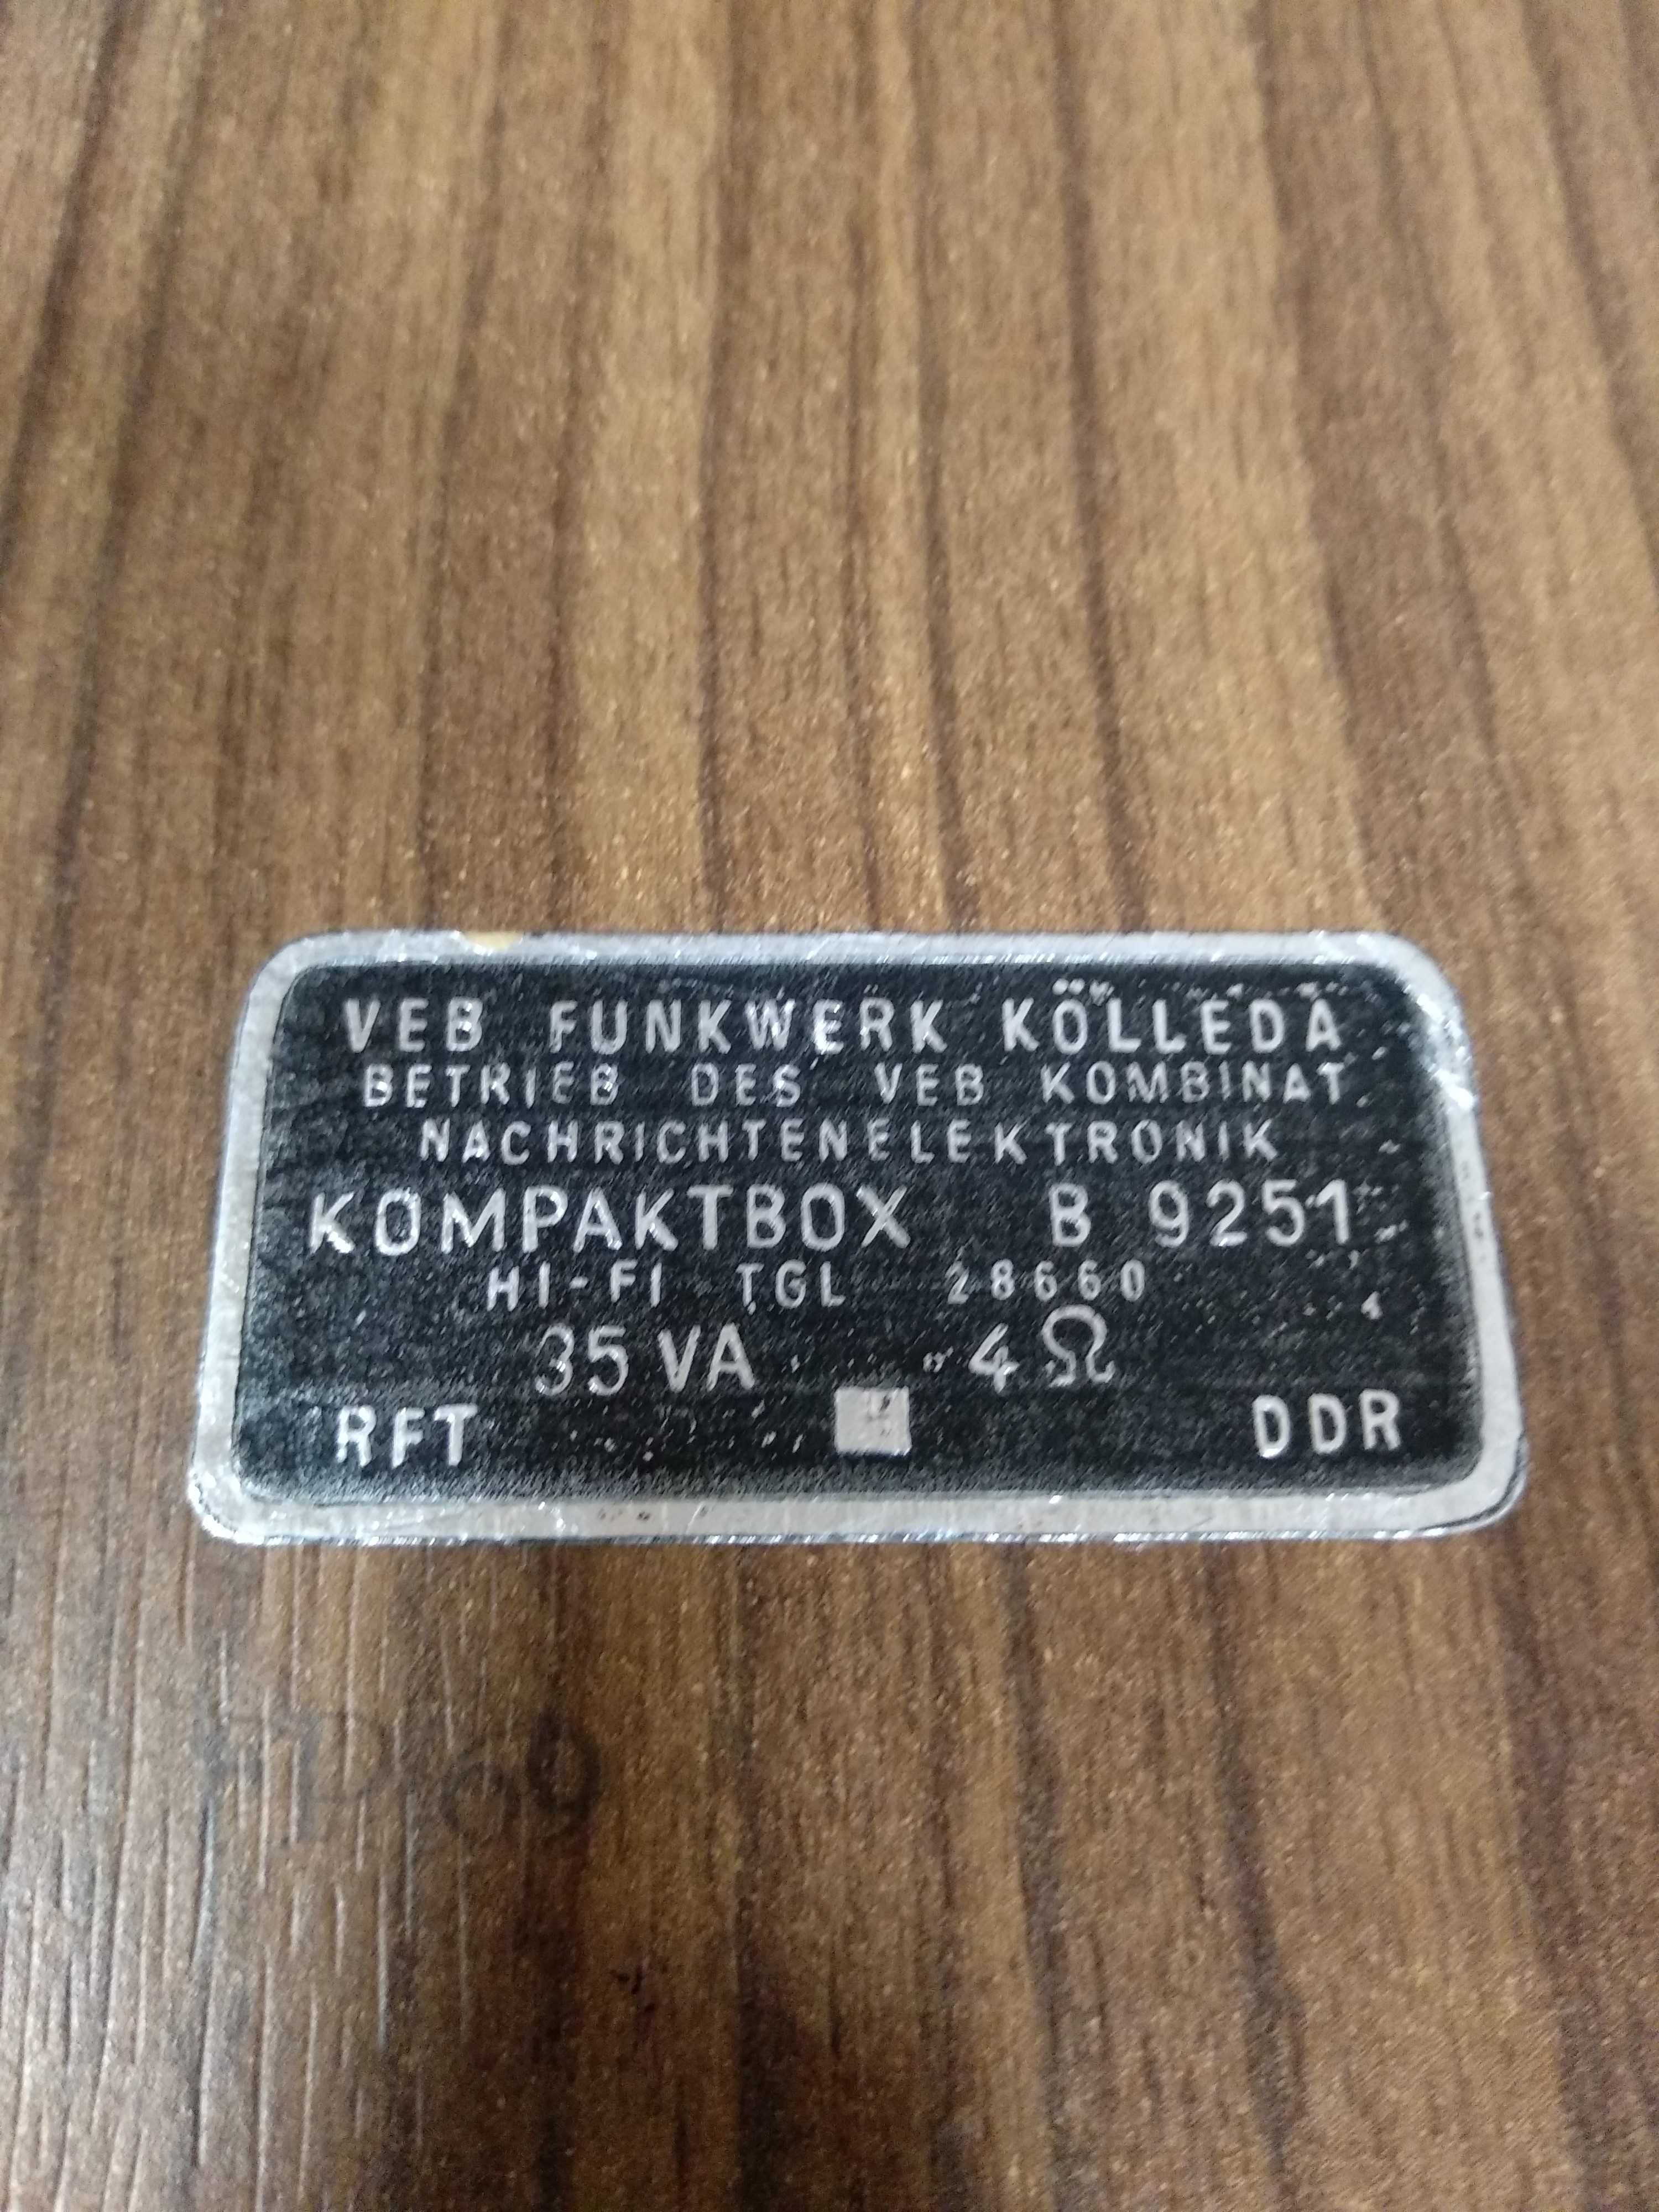 VEB FUNKWERK KÖLLEDA
BETRIEB DES VEB KOMBINAT
NACHRICHTENELEKTRONIK
KOMPAKTBOX B 9251
HI-FI TGL 28660
35 VA 4 Ω
RFT DDR